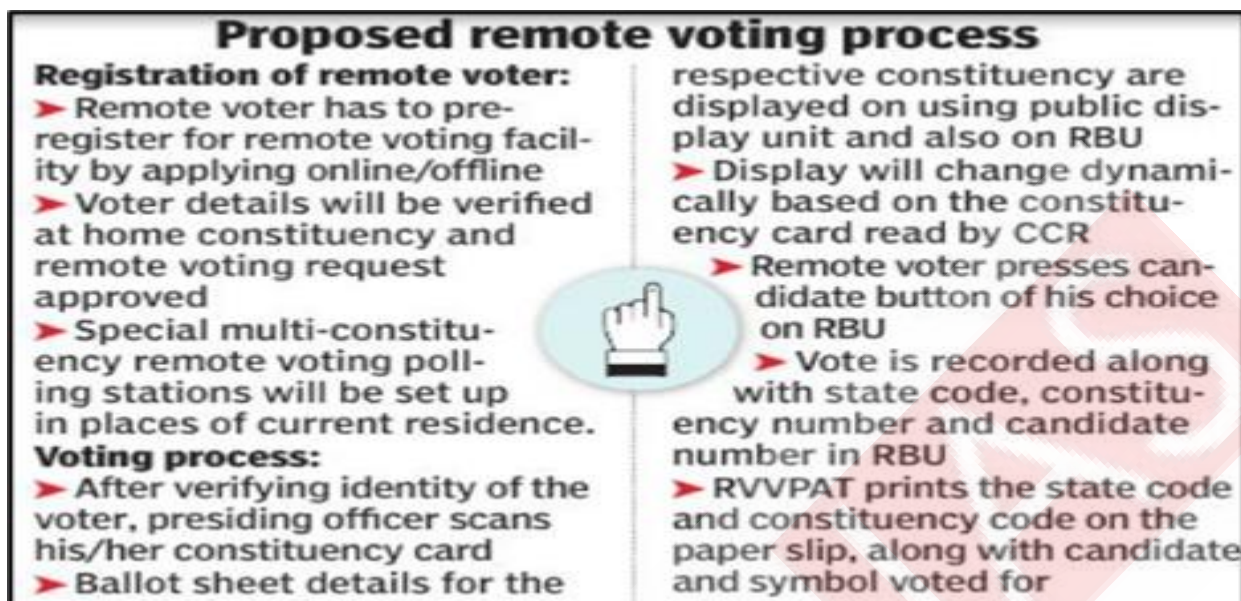 Proposed remote voting process
Registration of remote voter:
➤ Remote voter has to pre-
register for remote voting facil-
ity by applying online/offline
➤ Voter details will be verified
at home constituency and
remote voting request
approved
➤ Special multi-constitu-
ency remote voting poll-
ing stations will be set up
in places of current residence.
Voting process:
➤ After verifying identity of the
voter, presiding officer scans
his/her constituency card
➤ Ballot sheet details for the
respective constituency are
displayed on using public dis-
play unit and also on RBU
➤ Display will change dynami-
cally based on the constitu-
ency card read by CCR
➤ Remote voter presses can-
didate button of his choice
on RBU
➤ Vote is recorded along
with state code, constitu-
ency number and candidate
number in RBU
➤ RVVPAT prints the state code
and constituency code on the
paper slip, along with candidate
and symbol voted for